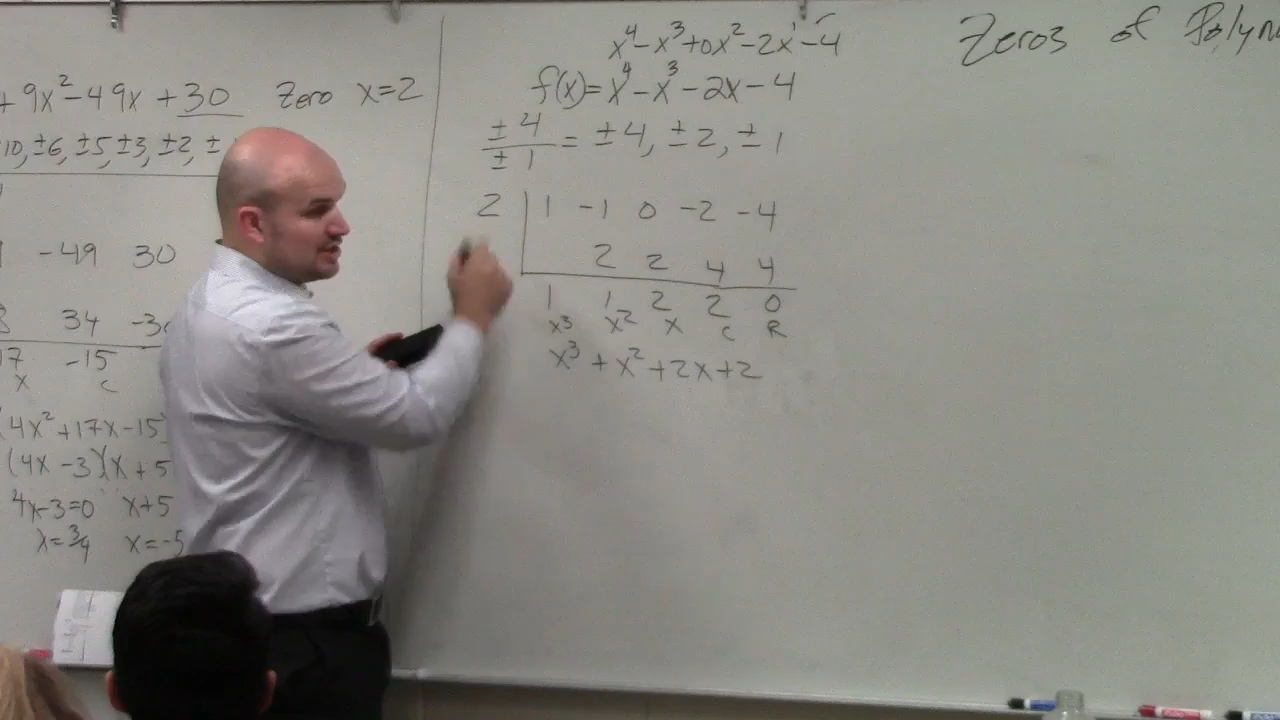 + 9x² - 49x + 30 Zero x=2
10, ±6, ±5, ±3, ±2, ±
-49 30
34 -30
17 -15
x c
(4x² + 17x - 15)
(4x - 3)(x + 5
4x-3=0 x+5
x=3/4 x=-5
x⁴ - x³ + 0x² - 2x¹ - 4
f(x) = x⁴ - x³ - 2x - 4
±4/±1 = ±4, ±2, ±1
2 | 1 -1 0 -2 -4
2 2 4 4
1 1 2 2 0
x³ x² x c R
x³ + x² + 2x + 2
Zeros of